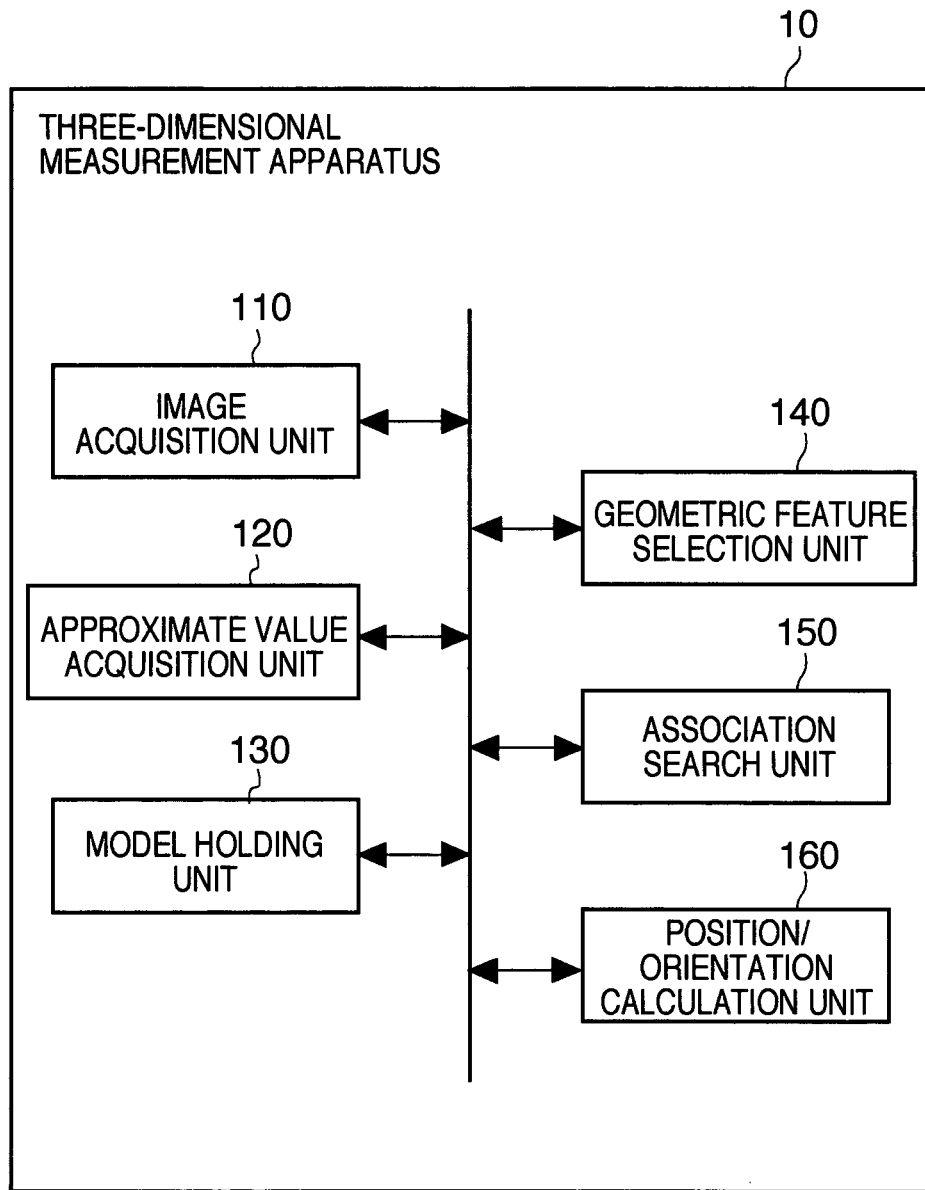 10
THREE-DIMENSIONAL
MEASUREMENT APPARATUS
110
IMAGE
ACQUISITION UNIT
120
APPROXIMATE VALUE
ACQUISITION UNIT
130
MODEL HOLDING
UNIT
140
GEOMETRIC FEATURE
SELECTION UNIT
150
ASSOCIATION
SEARCH UNIT
160
POSITION/
ORIENTATION
CALCULATION UNIT